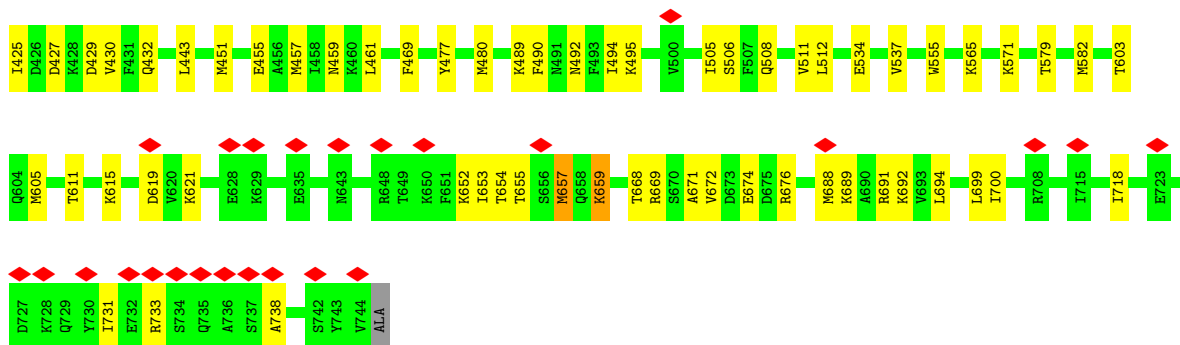 I425 D426 D427 K428 D429 V430 F431 Q432 L443 M451 E455 A456 M457 I458 N459 K460 L461 F469 Y477 M480 K489 F490 N491 N492 F493 I494 K495 V500 I505 S506 F507 Q508 V511 L512 E534 V537 W555 K565 K571 T579 M582 T603
Q604 M605 T611 K615 D619 V620 K621 E628 K629 E635 N643 R648 T649 K650 F651 K652 I653 T654 T655 S656 M657 Q658 K659 T668 R669 S670 A671 V672 D673 E674 D675 R676 M688 K689 A690 R691 K692 V693 L694 L699 I700 R708 I715 I718 E723
D727 K728 Q729 Y730 I731 E732 R733 S734 Q735 A736 S737 A738 S742 Y743 V744 ALA